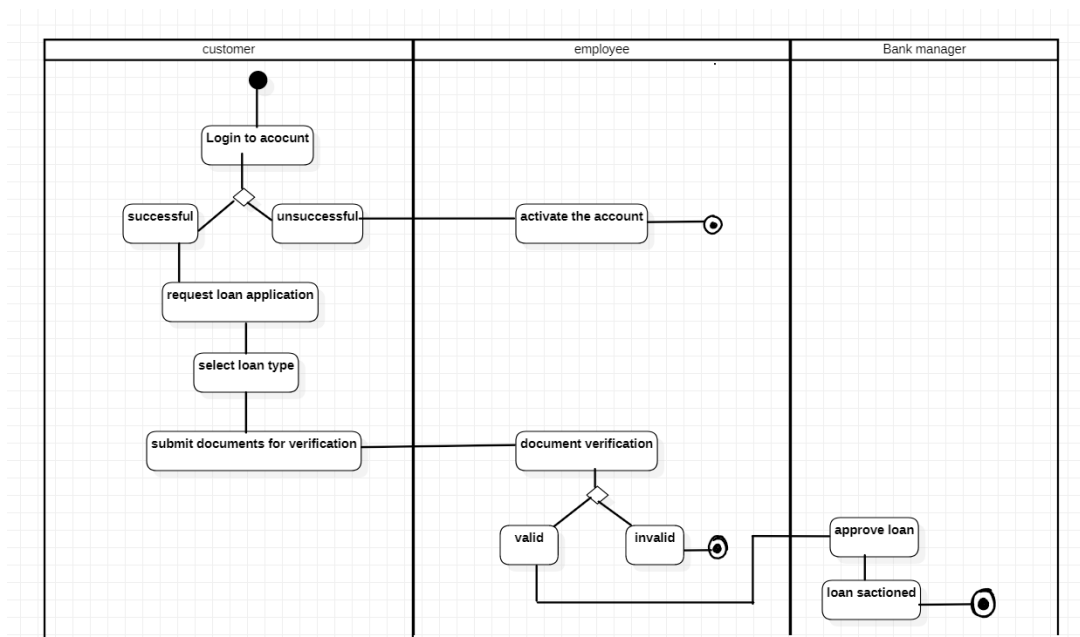 customer
employee
Bank manager
Login to acocunt
successful
unsuccessful
activate the account
request loan application
select loan type
submit documents for verification
document verification
valid
invalid
approve loan
loan sactioned